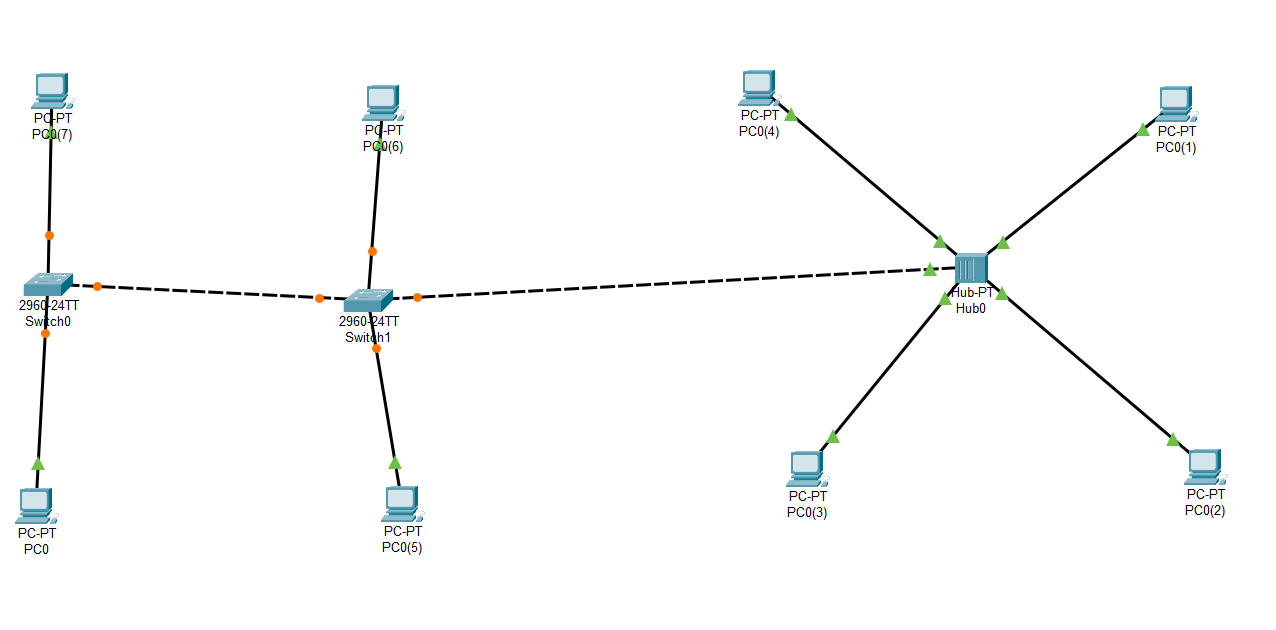 PC-PT
PC0(7)
PC-PT
PC0(6)
PC-PT
PC0(4)
PC-PT
PC0(1)
2960-24TT
Switch0
2960-24TT
Switch1
Hub-PT
Hub0
PC-PT
PC0
PC-PT
PC0(5)
PC-PT
PC0(3)
PC-PT
PC0(2)